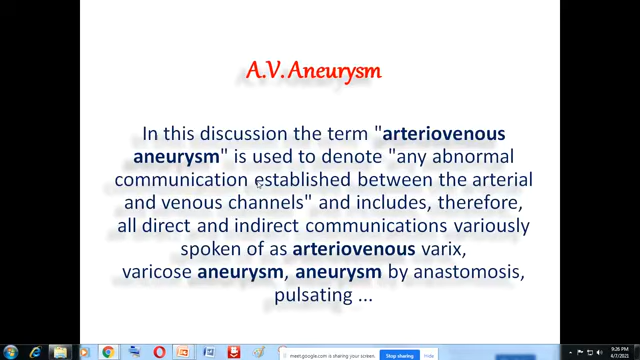 A.V. Aneurysm
In this discussion the term "arteriovenous
aneurysm" is used to denote "any abnormal
communication established between the arterial
and venous channels" and includes, therefore,
all direct and indirect communications variously
spoken of as arteriovenous varix,
varicose aneurysm, aneurysm by anastomosis,
pulsating ...
meet.google.com is sharing your screen.
Stop sharing
Hide
9:26 PM
4/7/2021